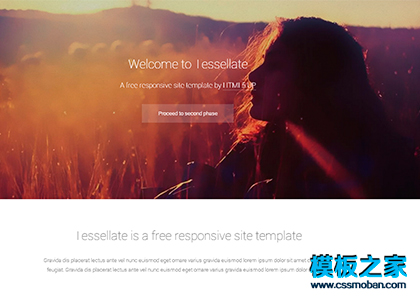 Welcome to Tessellate
A free responsive site template by HTML5 UP
Proceed to second phase
Tessellate is a free responsive site template
Gravida dis placerat lectus ante vel nunc euismod eget ornare varius gravida euismod lorem ipsum dolor sit amet
feugiat. Gravida dis placerat lectus ante vel nunc euismod eget ornare varius gravida euismod lorem ipsum dolor
模板之家
www.cssmoban.com